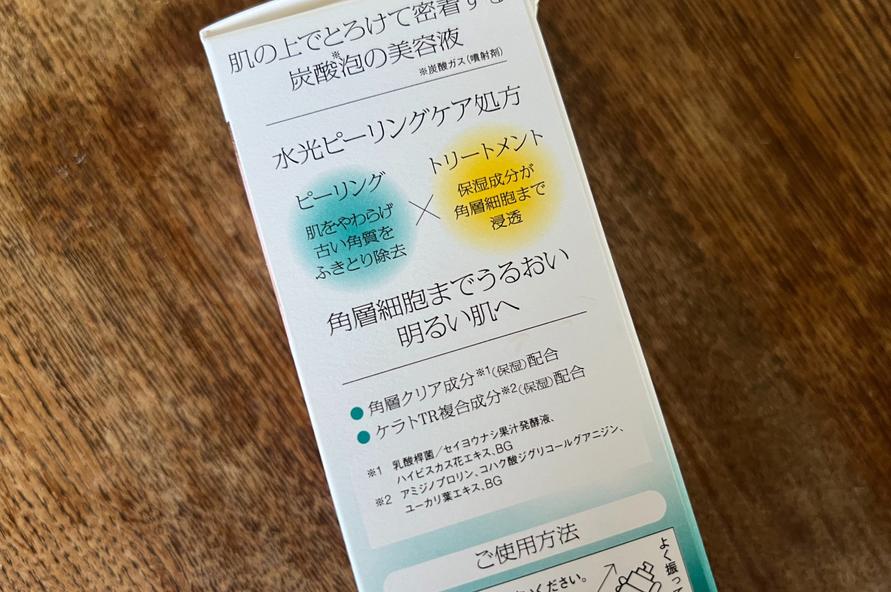 肌の上でとろけて密着する
炭酸※泡の美容液
※炭酸ガス(噴射剤)
水光ピーリングケア処方
ピーリング
肌をやわらげ
古い角質を
ふきとり除去
×
トリートメント
保湿成分が
角層細胞まで
浸透
角層細胞までうるおい
明るい肌へ
●角層クリア成分※1(保湿)配合
●ケラトTR複合成分※2(保湿)配合
※1 乳酸桿菌/セイヨウナシ果汁発酵液、
ハイビスカス花エキス、BG
※2 アミジノプロリン、コハク酸ジグリコールグアニジン、
ユーカリ葉エキス、BG
ご使用方法
よく振って
ください。